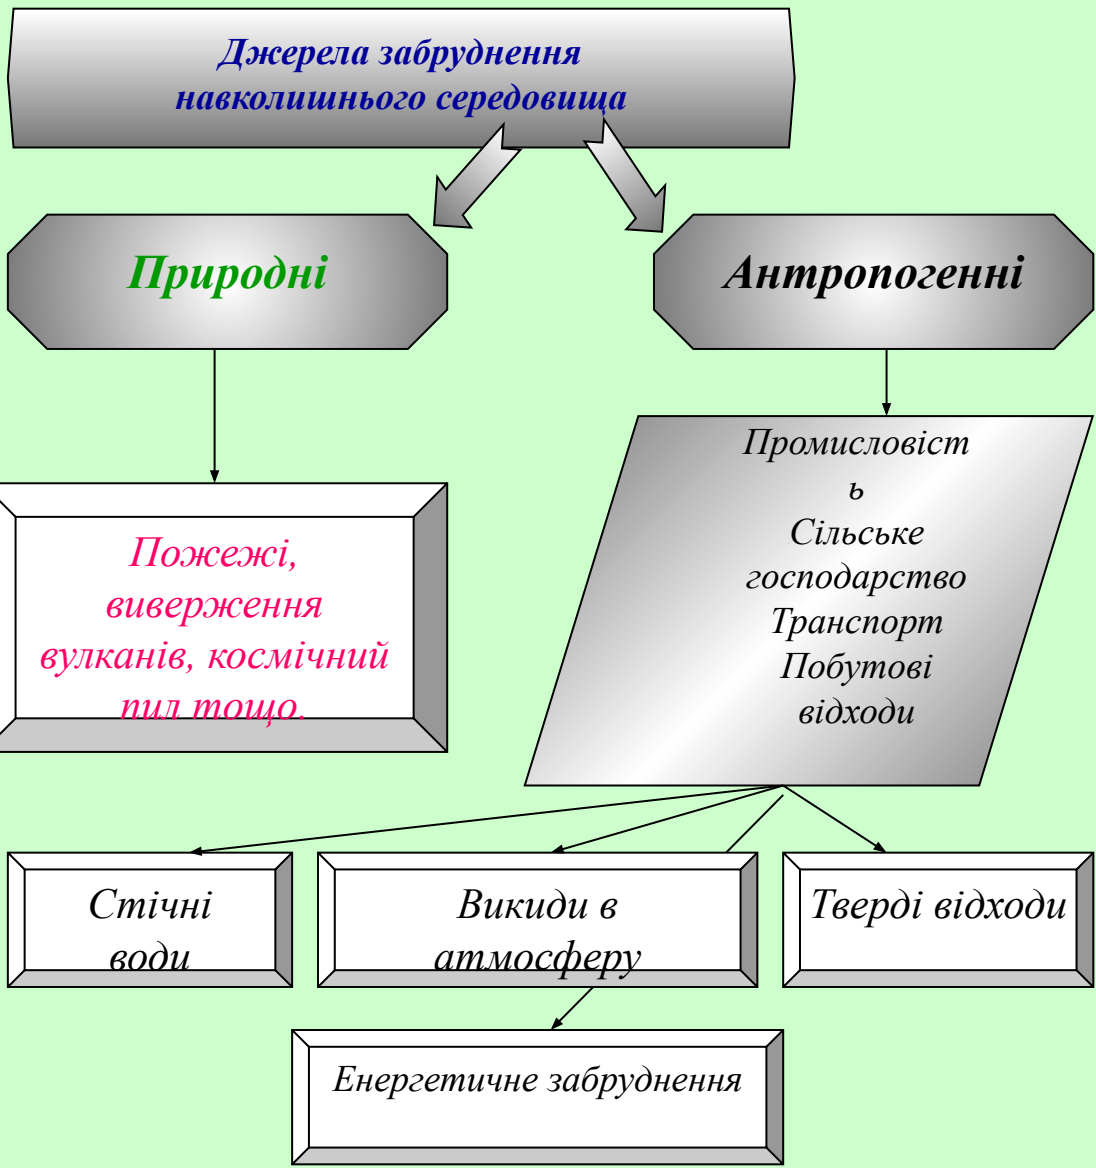 Джерела забруднення
навколишнього середовища
Природні
Антропогенні
Пожежі,
виверження
вулканів, космічний
пил тощо.
Промисловіст
ь
Сільське
господарство
Транспорт
Побутові
відходи
Стічні
води
Викиди в
атмосферу
Тверді відходи
Енергетичне забруднення